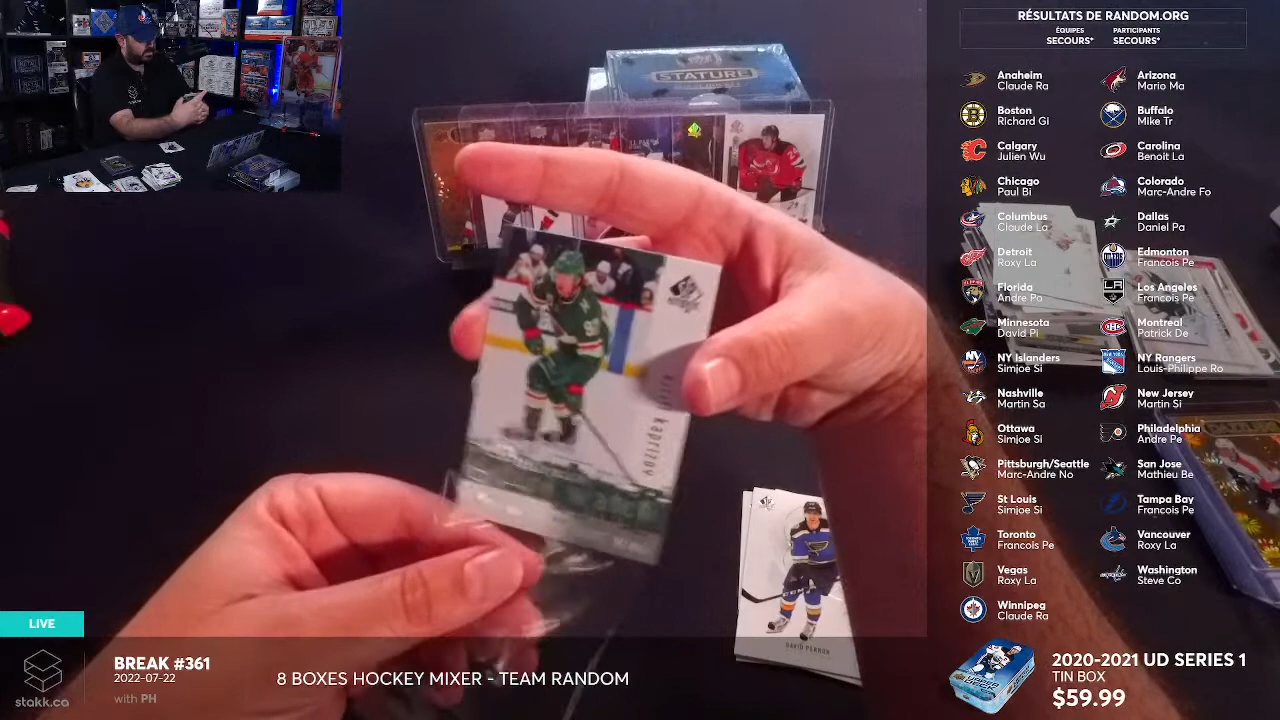 RÉSULTATS DE RANDOM.ORG
ÉQUIPES PARTICIPANTS
SECOURS* SECOURS*
Anaheim
Claude Ra
Arizona
Mario Ma
Boston
Richard Gi
Buffalo
Mike Tr
Calgary
Julien Wu
Carolina
Benoit La
Chicago
Paul Bi
Colorado
Marc-Andre Fo
Columbus
Claude La
Dallas
Daniel Pa
Detroit
Roxy La
Edmonton
Francois Pe
Florida
Andre Po
Los Angeles
Francois Pe
Minnesota
David Pi
Montreal
Patrick De
NY Islanders
Simjoe Si
NY Rangers
Louis-Philippe Ro
Nashville
Martin Sa
New Jersey
Martin Si
Ottawa
Simjoe Si
Philadelphia
Andre Pe
Pittsburgh/Seattle
Marc-Andre No
San Jose
Mathieu Be
St Louis
Simjoe Si
Tampa Bay
Francois Pe
Toronto
Francois Pe
Vancouver
Roxy La
Vegas
Roxy La
Washington
Steve Co
Winnipeg
Claude Ra
STATURE
kaprizov
DAVID PERRON
LIVE
stakk.ca
BREAK #361
2022-07-22
with PH
8 BOXES HOCKEY MIXER - TEAM RANDOM
2020-2021 UD SERIES 1
TIN BOX
$59.99